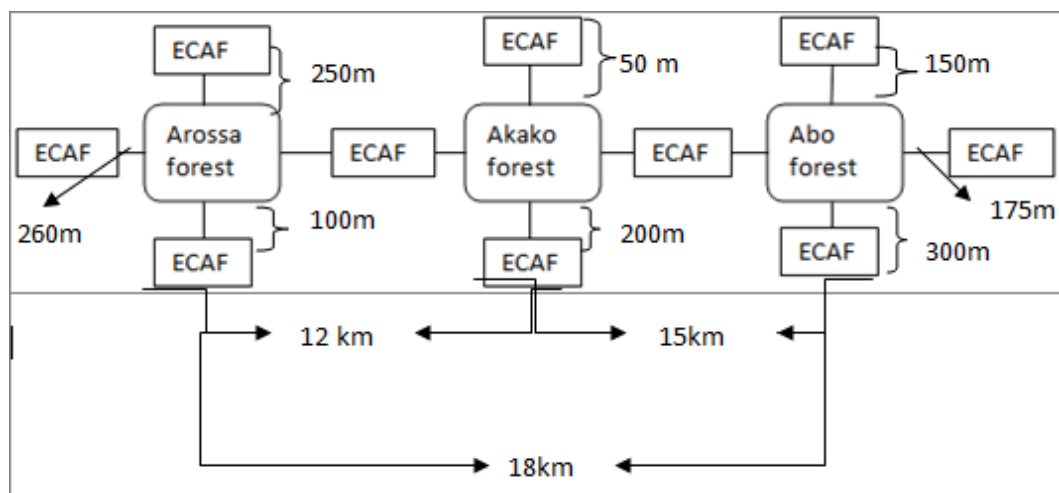 ECAF
ECAF
ECAF
250m
50 m
150m
ECAF
Arossa
forest
ECAF
Akako
forest
ECAF
Abo
forest
ECAF
260m
100m
200m
175m
ECAF
ECAF
ECAF
300m
12 km
15km
18km